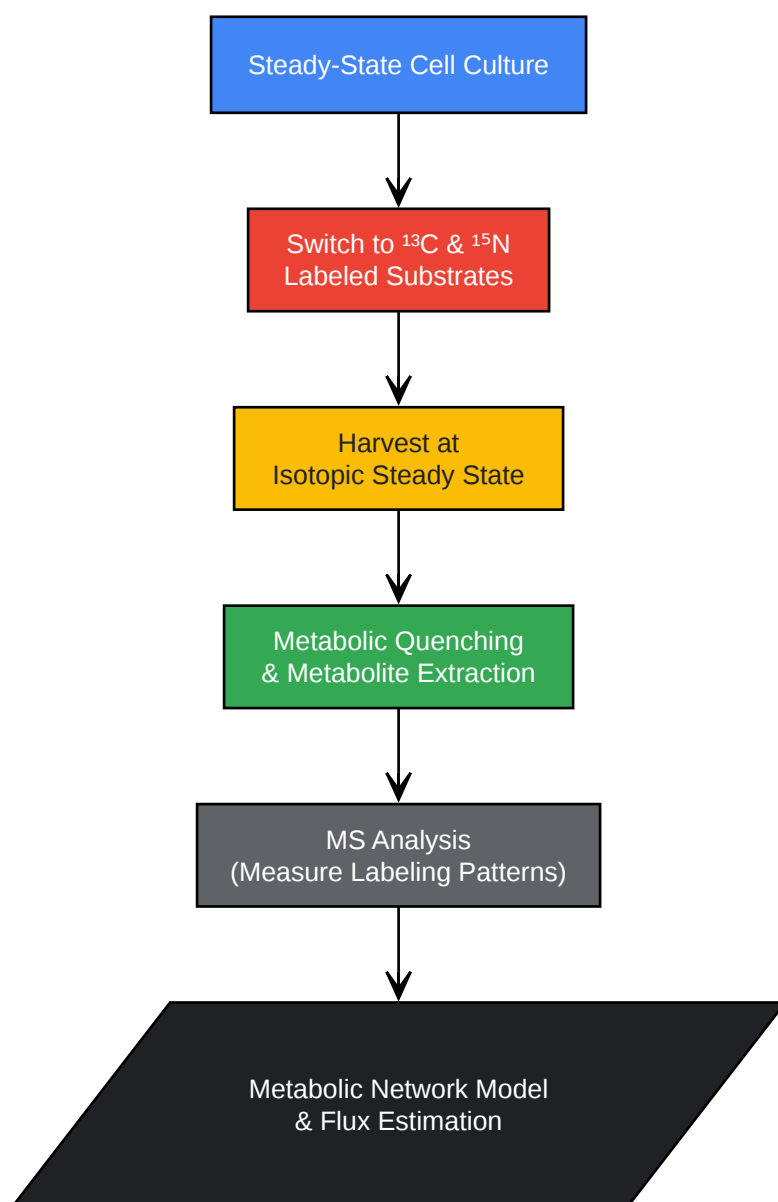 Steady-State Cell Culture
Switch to ¹³C & ¹⁵N
Labeled Substrates
Harvest at
Isotopic Steady State
Metabolic Quenching
& Metabolite Extraction
MS Analysis
(Measure Labeling Patterns)
Metabolic Network Model
& Flux Estimation